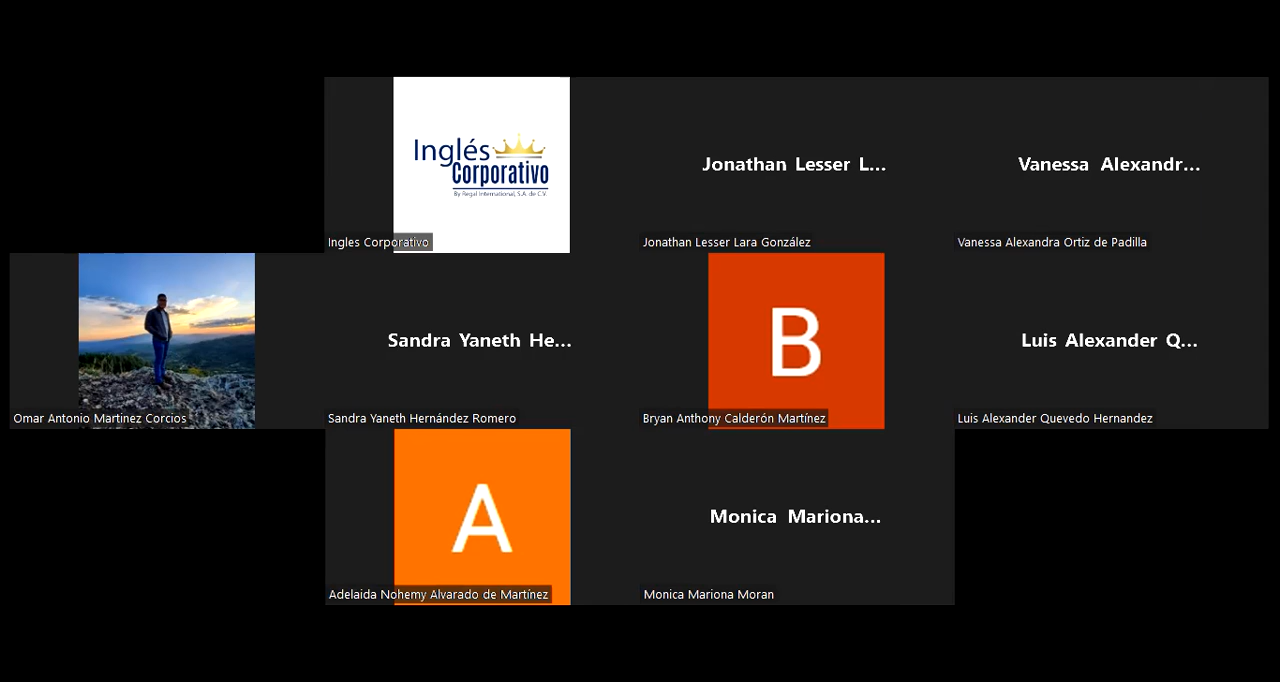 Inglés
Corporativo
By Regal International, S.A. de C.V.
Ingles Corporativo
Jonathan Lesser L...
Jonathan Lesser Lara González
Vanessa Alexandr...
Vanessa Alexandra Ortiz de Padilla
Omar Antonio Martinez Corcios
Sandra Yaneth He...
Sandra Yaneth Hernández Romero
B
Bryan Anthony Calderón Martínez
Luis Alexander Q...
Luis Alexander Quevedo Hernandez
A
Adelaida Nohemy Alvarado de Martínez
Monica Mariona...
Monica Mariona Moran